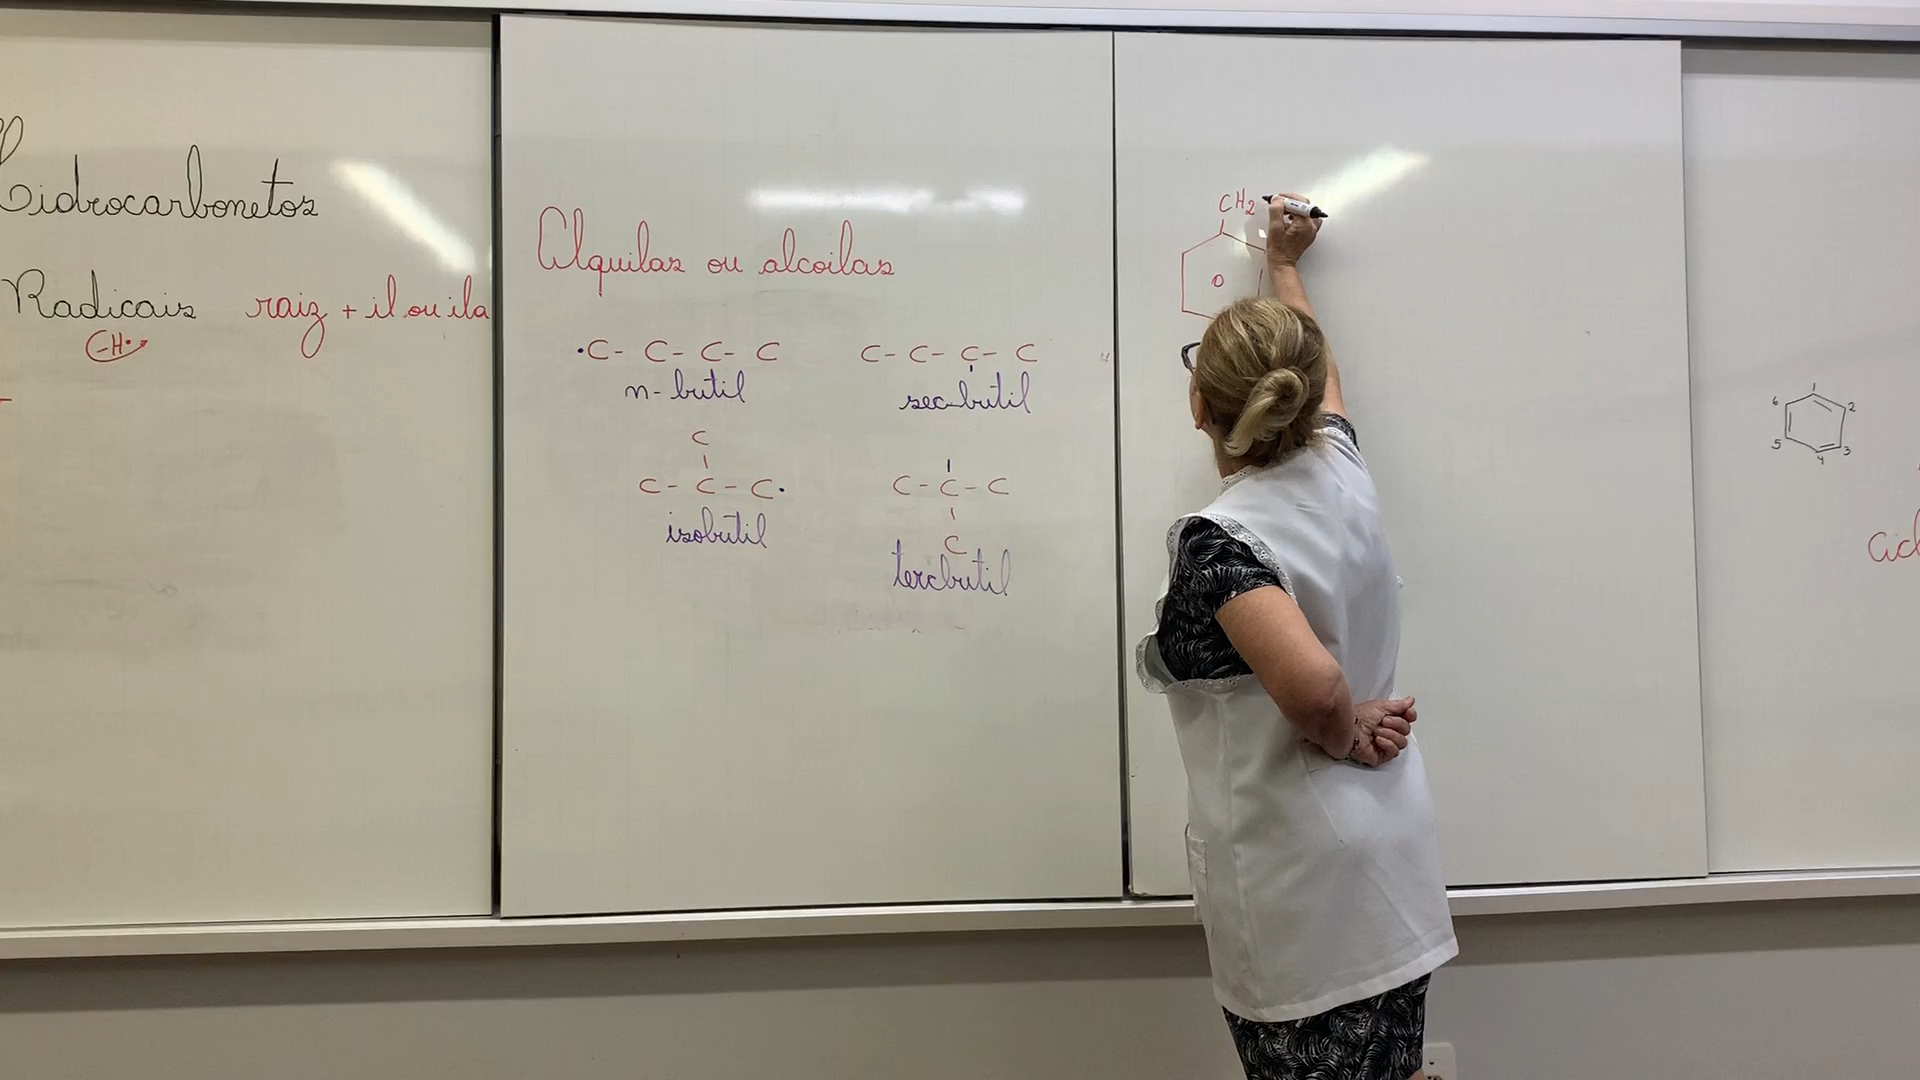 Hidrocarbonetos
Radicais raiz + il ou ila
-H•
Alquilas ou alcoilas
•C - C - C - C
n-butil
C - C - C - C
sec-butil
C
C - C - C•
isobutil
C - C - C
C
tercbutil
CH2
1
6 2
5 3
4